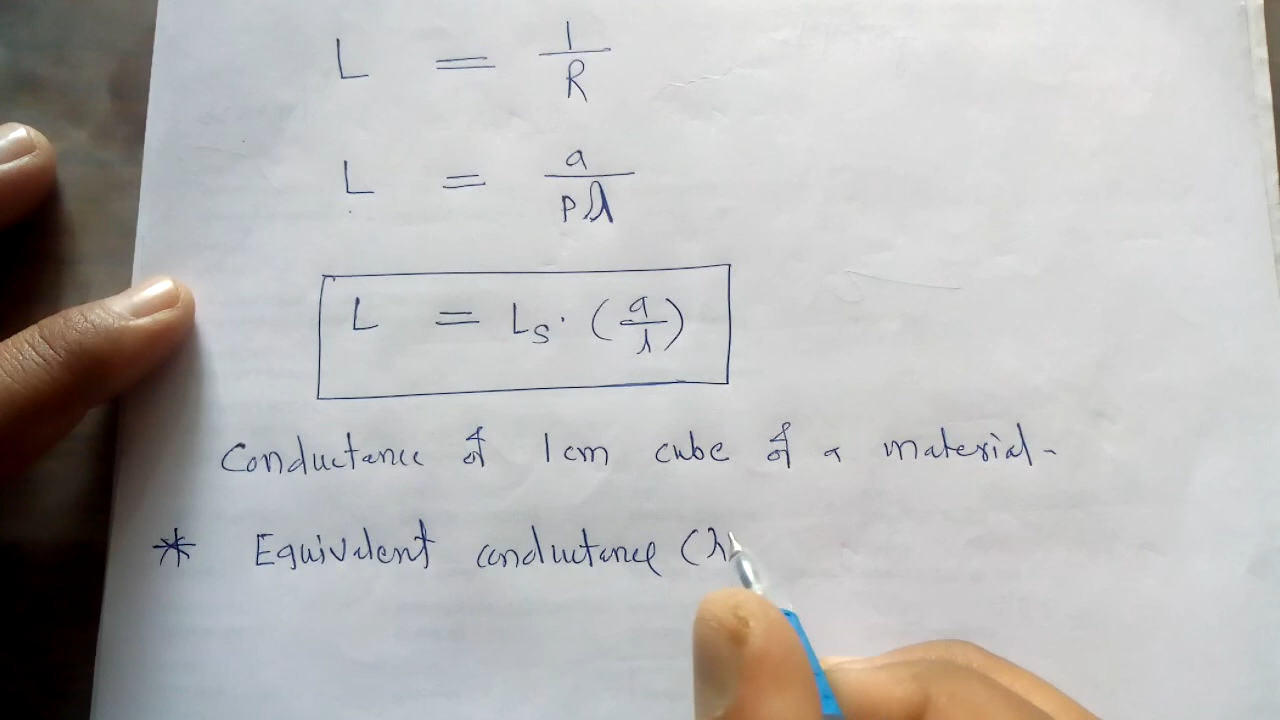 L = 1/R
L = a/ρl
L = Ls. (a/l)
Conductance of 1cm cube of a material-
* Equivalent conductance (λ